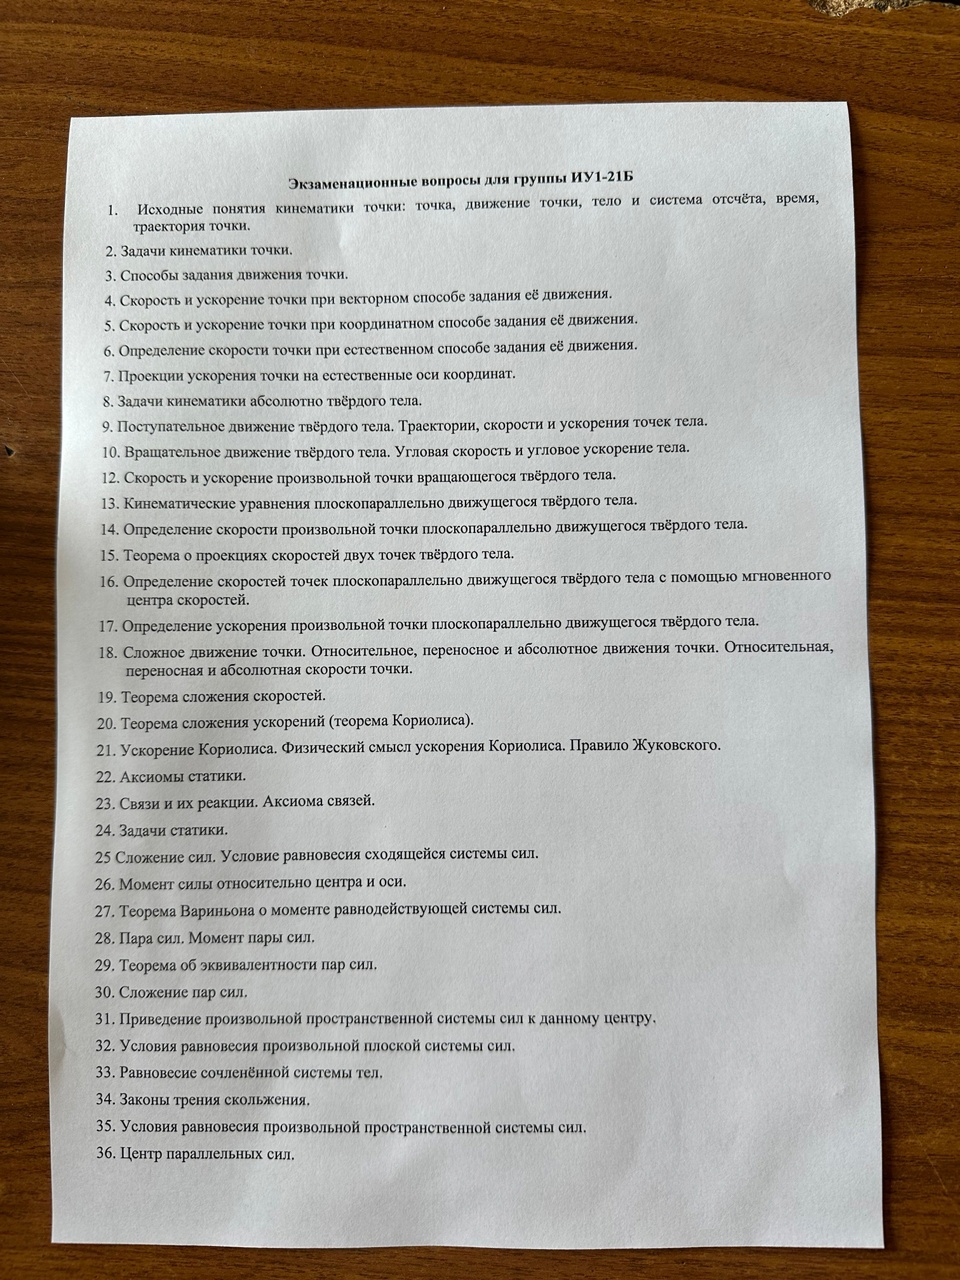 Экзаменационные вопросы для группы ИУ1-21Б
1. Исходные понятия кинематики точки: точка, движение точки, тело и система отсчёта, время,
траектория точки.
2. Задачи кинематики точки.
3. Способы задания движения точки.
4. Скорость и ускорение точки при векторном способе задания её движения.
5. Скорость и ускорение точки при координатном способе задания её движения.
6. Определение скорости точки при естественном способе задания её движения.
7. Проекции ускорения точки на естественные оси координат.
8. Задачи кинематики абсолютно твёрдого тела.
9. Поступательное движение твёрдого тела. Траектории, скорости и ускорения точек тела.
10. Вращательное движение твёрдого тела. Угловая скорость и угловое ускорение тела.
12. Скорость и ускорение произвольной точки вращающегося твёрдого тела.
13. Кинематические уравнения плоскопараллельно движущегося твёрдого тела.
14. Определение скорости произвольной точки плоскопараллельно движущегося твёрдого тела.
15. Теорема о проекциях скоростей двух точек твёрдого тела.
16. Определение скоростей точек плоскопараллельно движущегося твёрдого тела с помощью мгновенного
центра скоростей.
17. Определение ускорения произвольной точки плоскопараллельно движущегося твёрдого тела.
18. Сложное движение точки. Относительное, переносное и абсолютное движения точки. Относительная,
переносная и абсолютная скорости точки.
19. Теорема сложения скоростей.
20. Теорема сложения ускорений (теорема Кориолиса).
21. Ускорение Кориолиса. Физический смысл ускорения Кориолиса. Правило Жуковского.
22. Аксиомы статики.
23. Связи и их реакции. Аксиома связей.
24. Задачи статики.
25 Сложение сил. Условие равновесия сходящейся системы сил.
26. Момент силы относительно центра и оси.
27. Теорема Вариньона о моменте равнодействующей системы сил.
28. Пара сил. Момент пары сил.
29. Теорема об эквивалентности пар сил.
30. Сложение пар сил.
31. Приведение произвольной пространственной системы сил к данному центру.
32. Условия равновесия произвольной плоской системы сил.
33. Равновесие сочленённой системы тел.
34. Законы трения скольжения.
35. Условия равновесия произвольной пространственной системы сил.
36. Центр параллельных сил.